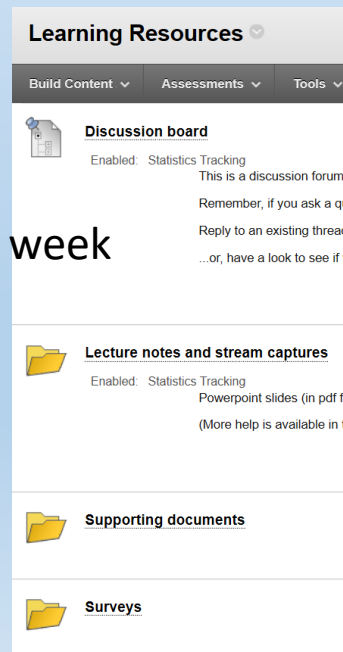 Learning Resources
Build Content Assessments Tools
Discussion board
Enabled: Statistics Tracking
This is a discussion forum
Remember, if you ask a
Reply to an existing
week
...or, have a look to see if
Lecture notes and stream captures
Enabled: Statistics Tracking
Powerpoint slides (in pdf
(More help is available in
Supporting documents
Surveys